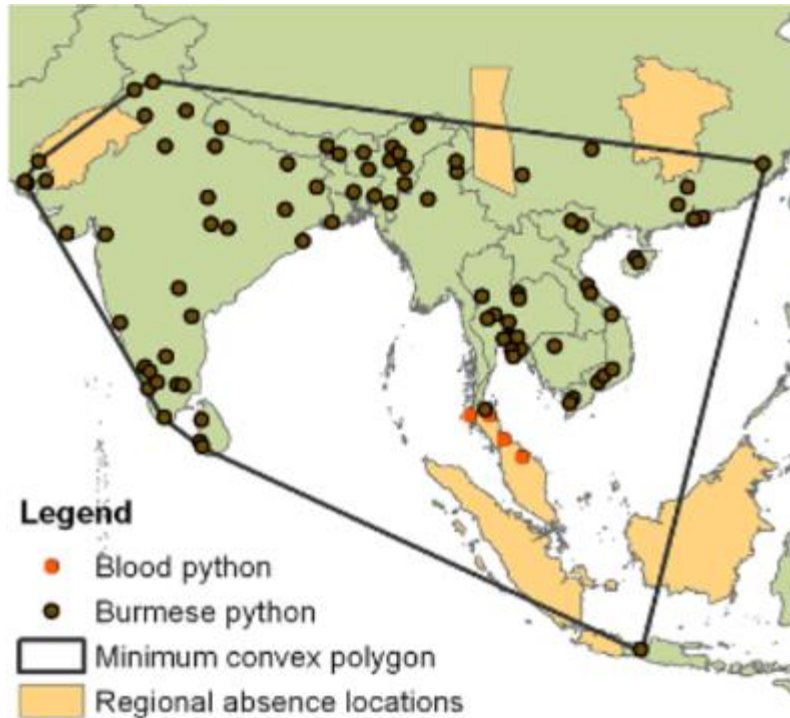 Legend
Blood python
Burmese python
Minimum convex polygon
Regional absence locations